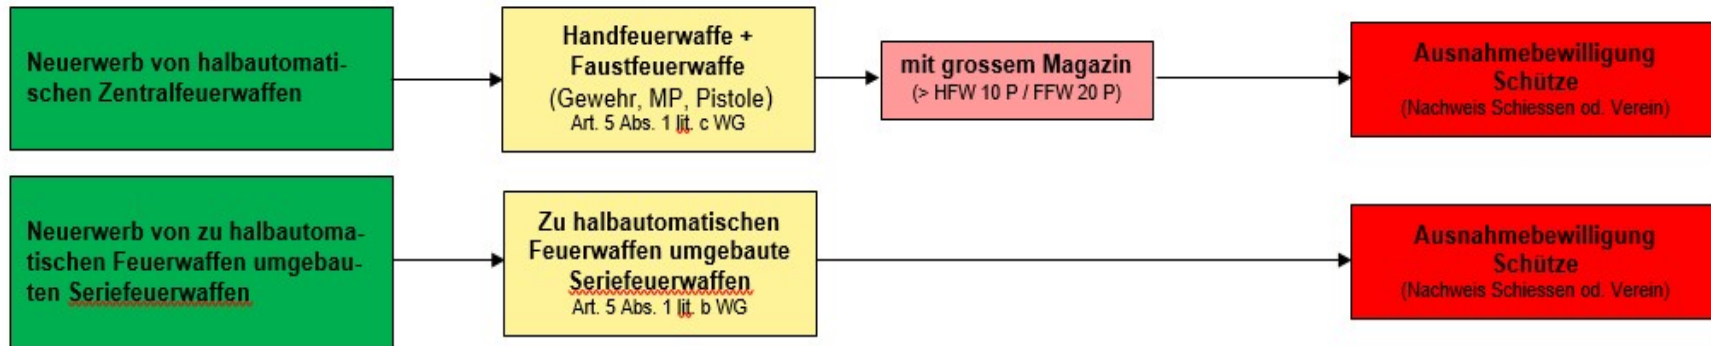 Neuerwerb von halbautomati-
schen Zentralfeuerwaffen
Handfeuerwaffe +
Faustfeuerwaffe
(Gewehr, MP, Pistole)
Art. 5 Abs. 1 lit. c WG
mit grossem Magazin
(> HFW 10 P / FFW 20 P)
Ausnahmebewilligung
Schütze
(Nachweis Schiessen od. Verein)
Neuerwerb von zu halbautoma-
tischen Feuerwaffen umgebau-
ten Seriefeuerwaffen
Zu halbautomatischen
Feuerwaffen umgebaute
Seriefeuerwaffen
Art. 5 Abs. 1 lit. b WG
Ausnahmebewilligung
Schütze
(Nachweis Schiessen od. Verein)